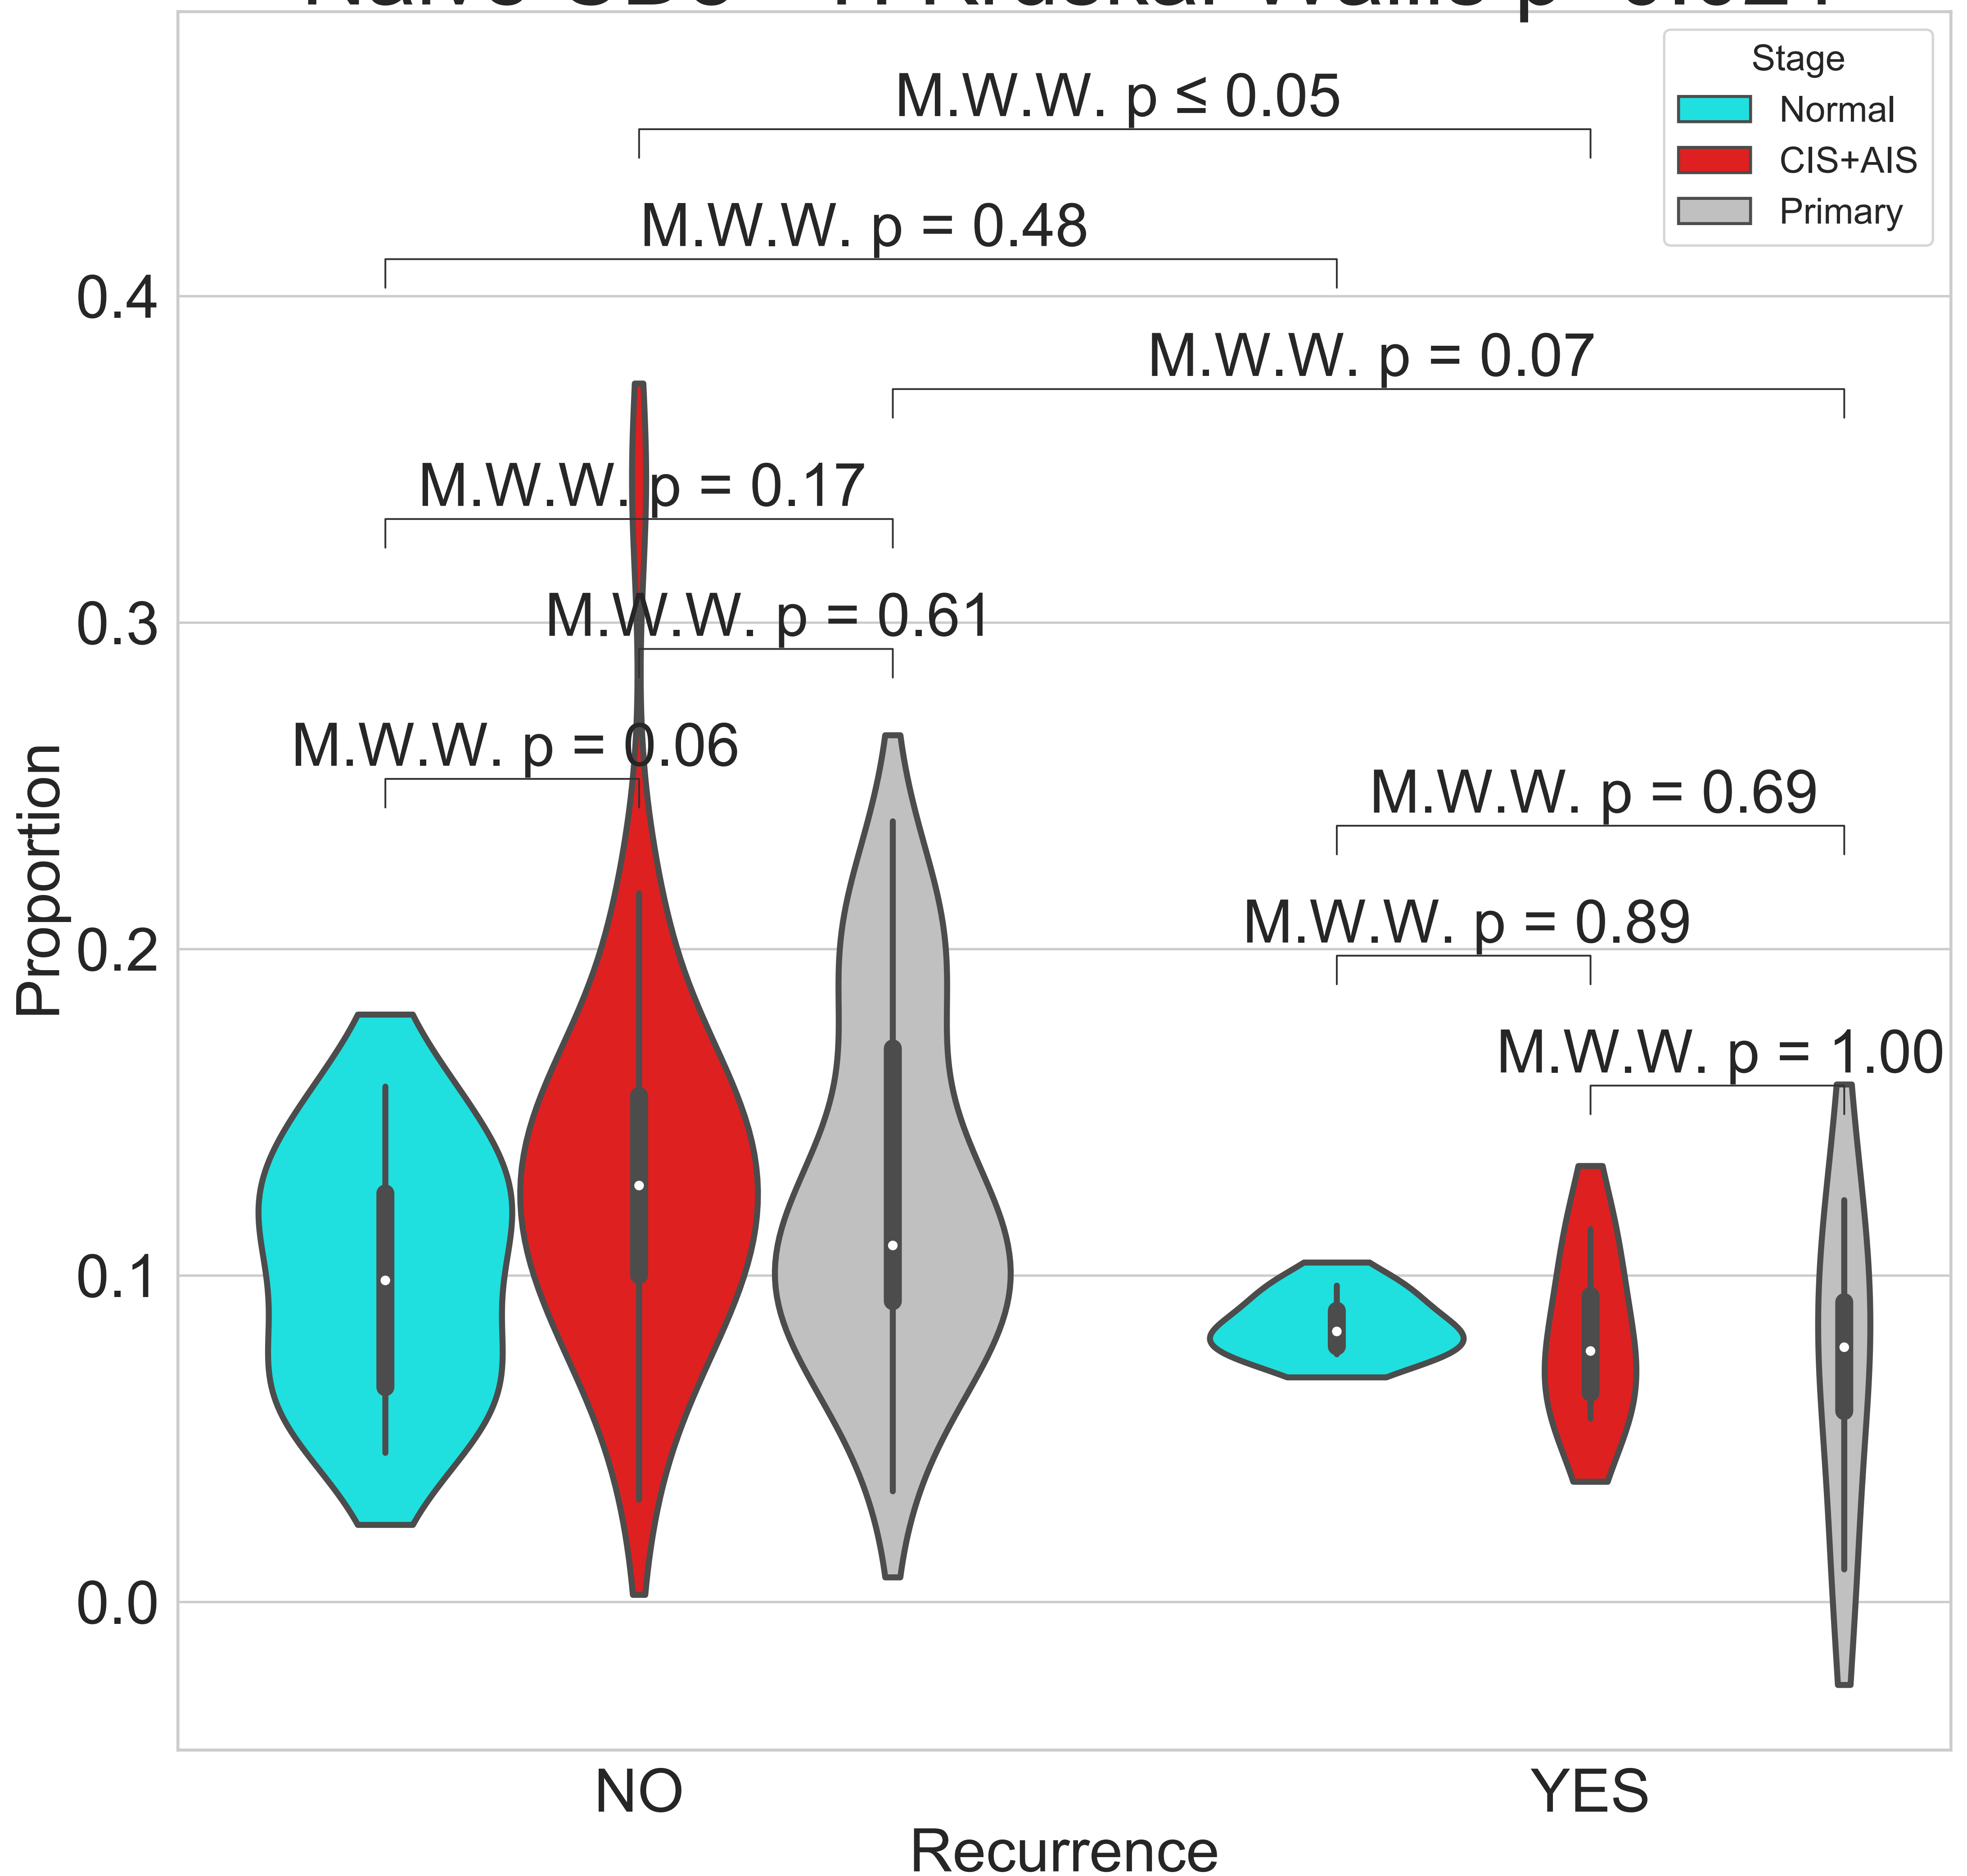 Stage
Normal
CIS+AIS
Primary
M.W.W. p ≤ 0.05
M.W.W. p = 0.48
M.W.W. p = 0.07
M.W.W. p = 0.17
M.W.W. p = 0.61
M.W.W. p = 0.06
M.W.W. p = 0.69
M.W.W. p = 0.89
M.W.W. p = 1.00
0.4
0.3
0.2
0.1
0.0
Proportion
NO
YES
Recurrence